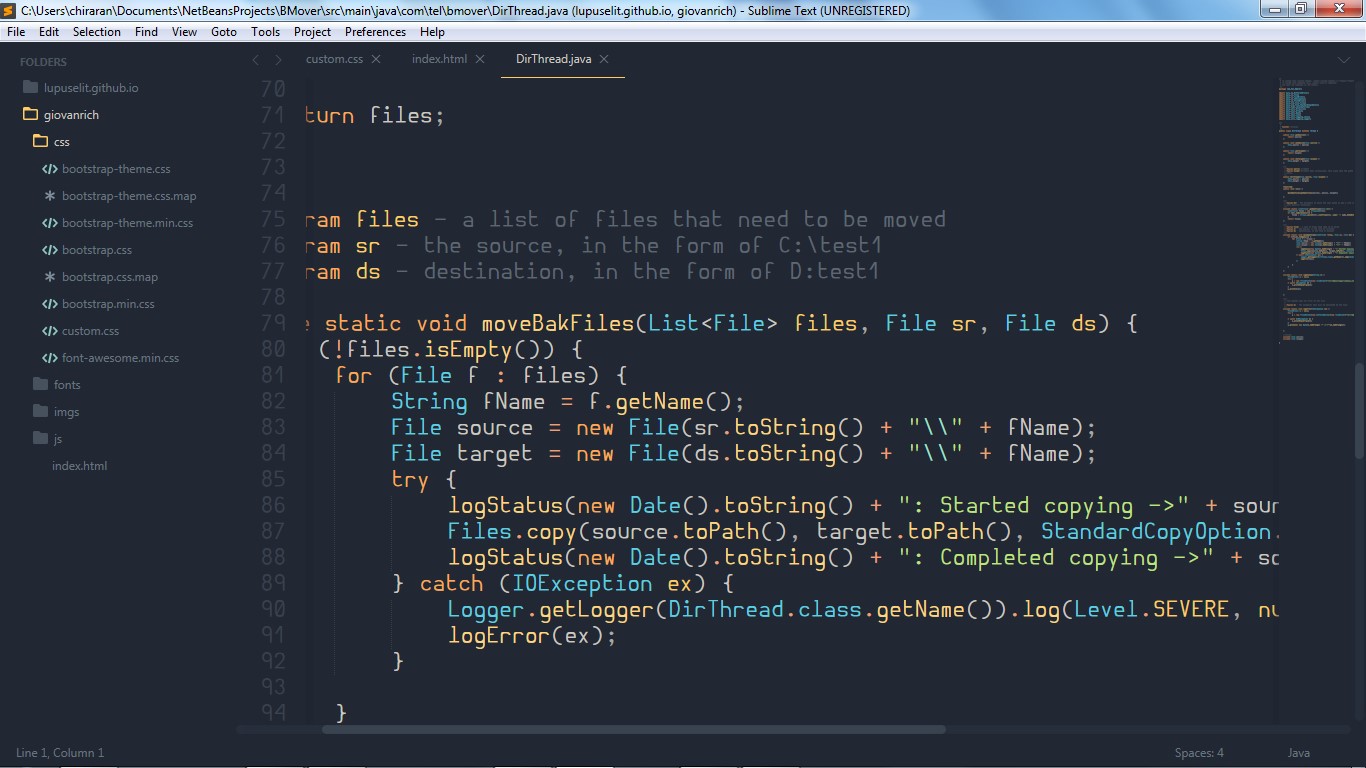 C:\Users\chiraran\Documents\NetBeansProjects\BMover\src\main\java\com\tel\bmover\DirThread.java (lupuselit.github.io, giovanrich) - Sublime Text (UNREGISTERED)
File Edit Selection Find View Goto Tools Project Preferences Help
FOLDERS
lupuselit.github.io
giovanrich
css
bootstrap-theme.css
bootstrap-theme.css.map
bootstrap-theme.min.css
bootstrap.css
bootstrap.css.map
bootstrap.min.css
custom.css
font-awesome.min.css
fonts
imgs
js
index.html
custom.css index.html DirThread.java
70
71 turn files;
72
73
74
75 ram files - a list of files that need to be moved
76 ram sr - the source, in the form of C:\test1
77 ram ds - destination, in the form of D:test1
78
79 e static void moveBakFiles(List<File> files, File sr, File ds) {
80 (!files.isEmpty()) {
81 for (File f : files) {
82 String fName = f.getName();
83 File source = new File(sr.toString() + "\\" + fName);
84 File target = new File(ds.toString() + "\\" + fName);
85 try {
86 logStatus(new Date().toString() + ": Started copying ->" + sour
87 Files.copy(source.toPath(), target.toPath(), StandardCopyOption.
88 logStatus(new Date().toString() + ": Completed copying ->" + so
89 } catch (IOException ex) {
90 Logger.getLogger(DirThread.class.getName()).log(Level.SEVERE, nu
91 logError(ex);
92 }
93
94 }
Line 1, Column 1 Spaces: 4 Java